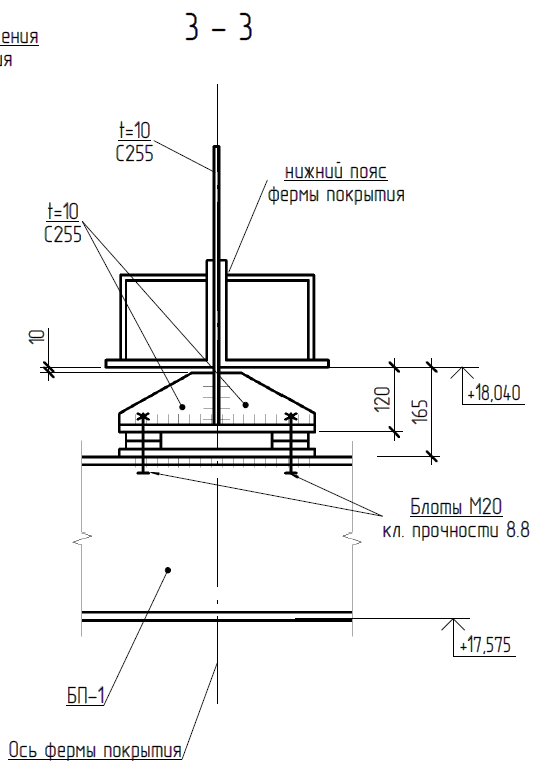 3 - 3
ения
ия
t=10
С255
нижний пояс
фермы покрытия
t=10
С255
10
+18,040
120
165
Блоты М20
кл. прочности 8.8
+17,575
БП-1
Ось фермы покрытия